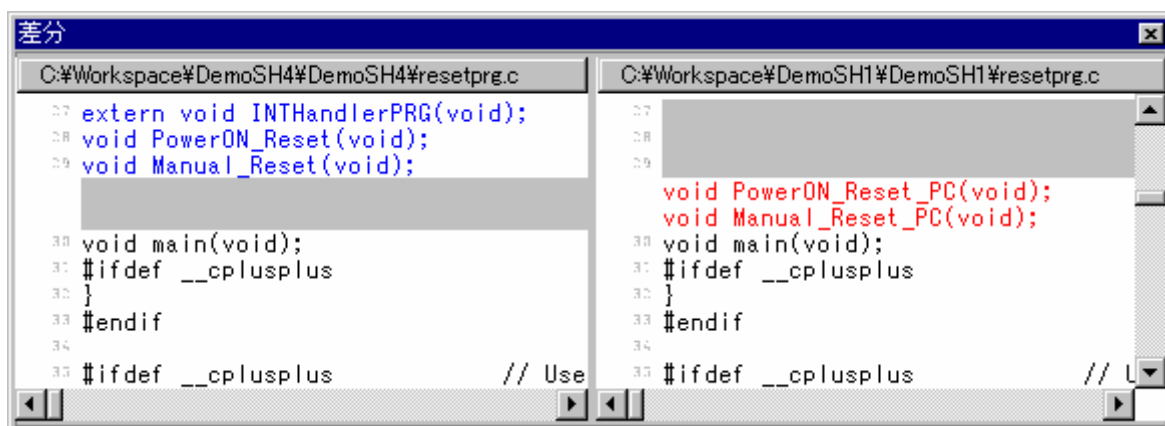 差分
C:¥Workspace¥DemoSH4¥DemoSH4¥resetprg.c
27 extern void INTHandlerPRG(void);
28 void PowerON_Reset(void);
29 void Manual_Reset(void);
30 void main(void);
31 #ifdef __cplusplus
32 }
33 #endif
34
35 #ifdef __cplusplus // Use
C:¥Workspace¥DemoSH1¥DemoSH1¥resetprg.c
27
28
29
void PowerON_Reset_PC(void);
void Manual_Reset_PC(void);
30 void main(void);
31 #ifdef __cplusplus
32 }
33 #endif
34
35 #ifdef __cplusplus // U